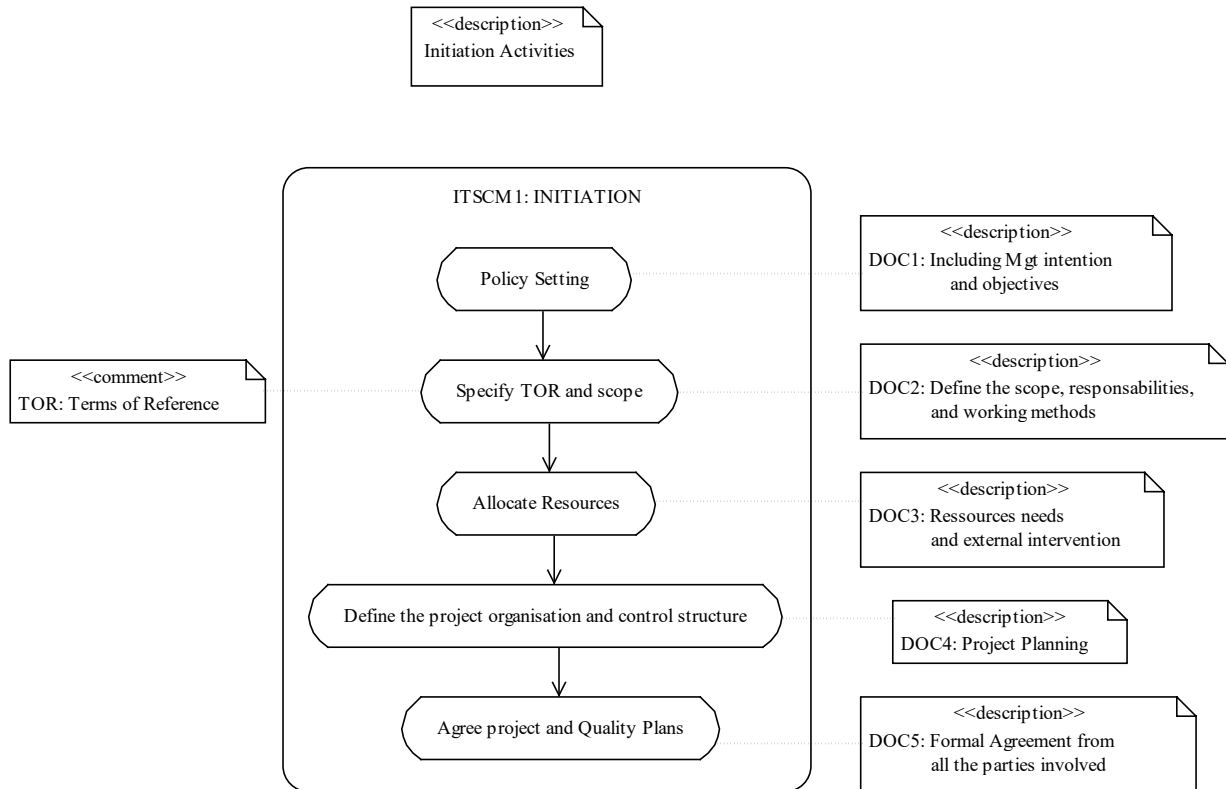 <<description>>
Initiation Activities
ITSCM1: INITIATION
Policy Setting
<<description>>
DOC1: Including Mgt intention
and objectives
<<comment>>
TOR: Terms of Reference
Specify TOR and scope
<<description>>
DOC2: Define the scope, responsabilities,
and working methods
Allocate Resources
<<description>>
DOC3: Ressources needs
and external intervention
Define the project organisation and control structure
<<description>>
DOC4: Project Planning
Agree project and Quality Plans
<<description>>
DOC5: Formal Agreement from
all the parties involved